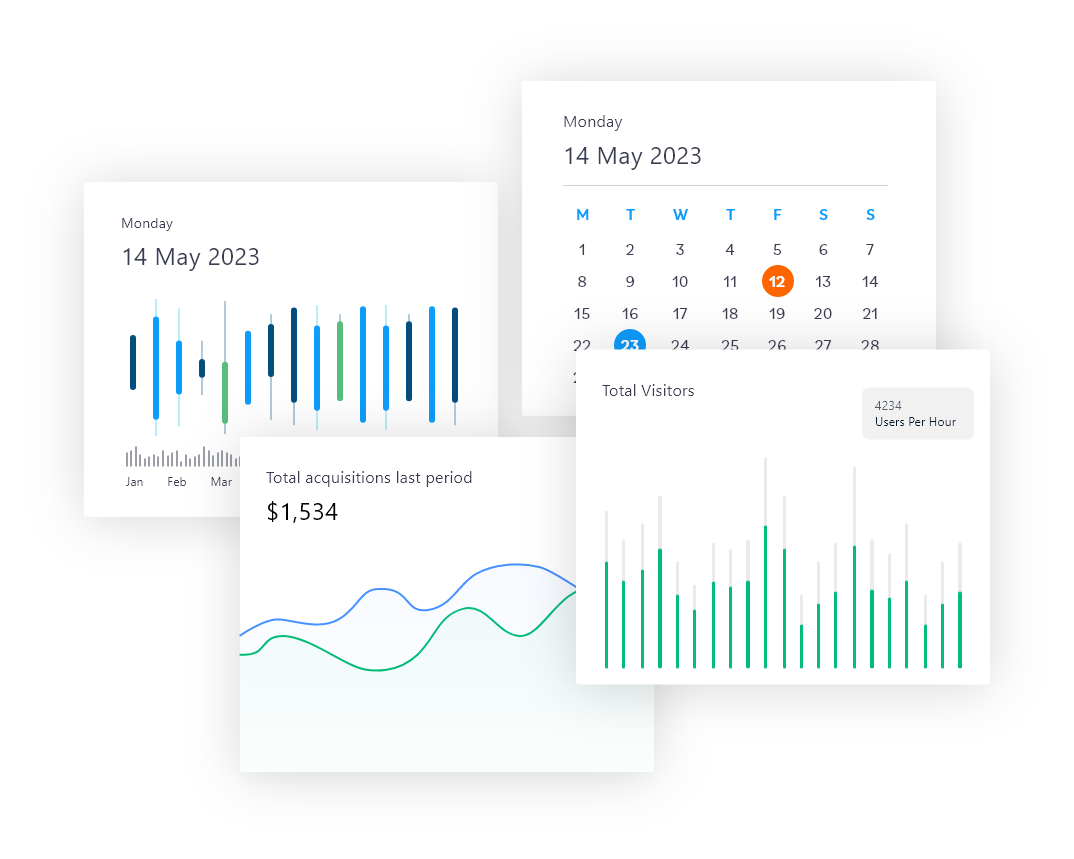 Monday
14 May 2023
Jan Feb Mar
Monday
14 May 2023
M T W T F S S
1 2 3 4 5 6 7
8 9 10 11 12 13 14
15 16 17 18 19 20 21
22 23 24 25 26 27 28
Total acquisitions last period
$1,534
Total Visitors
4234
Users Per Hour